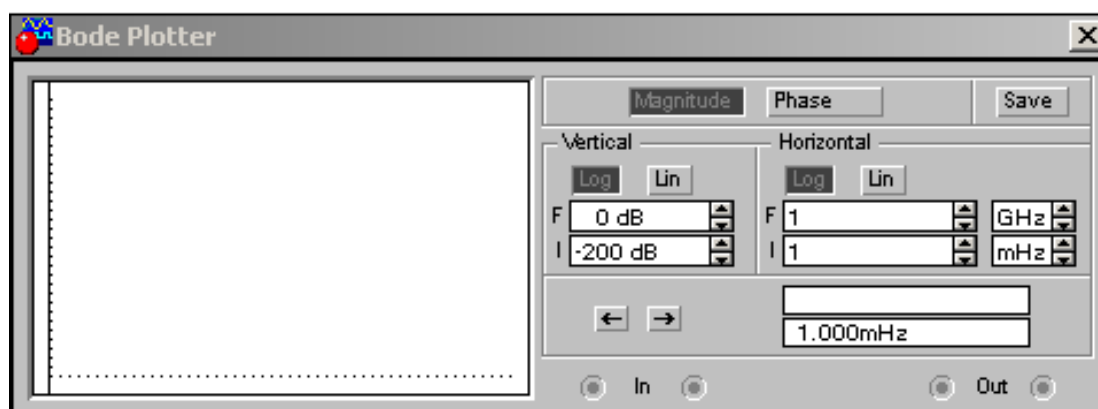 Bode Plotter
Magnitude Phase Save
Vertical Horizontal
Log Lin Log Lin
F 0 dB F 1 GHz
I -200 dB I 1 mHz
← →
1.000mHz
In Out